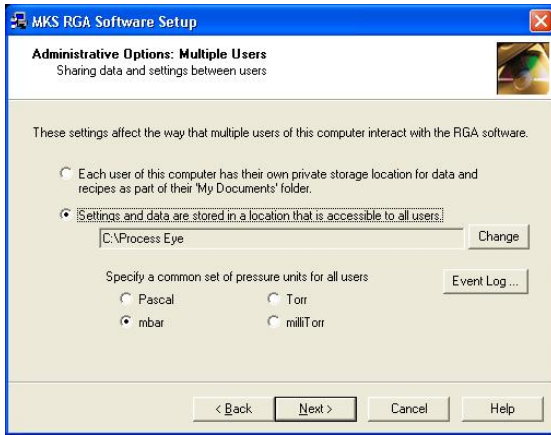 MKS RGA Software Setup
Administrative Options: Multiple Users
Sharing data and settings between users
These settings affect the way that multiple users of this computer interact with the RGA software.
Each user of this computer has their own private storage location for data and
recipes as part of their 'My Documents' folder.
Settings and data are stored in a location that is accessible to all users.
C:\Process Eye
Change
Specify a common set of pressure units for all users
Event Log ...
Pascal
Torr
mbar
milliTorr
< Back
Next >
Cancel
Help